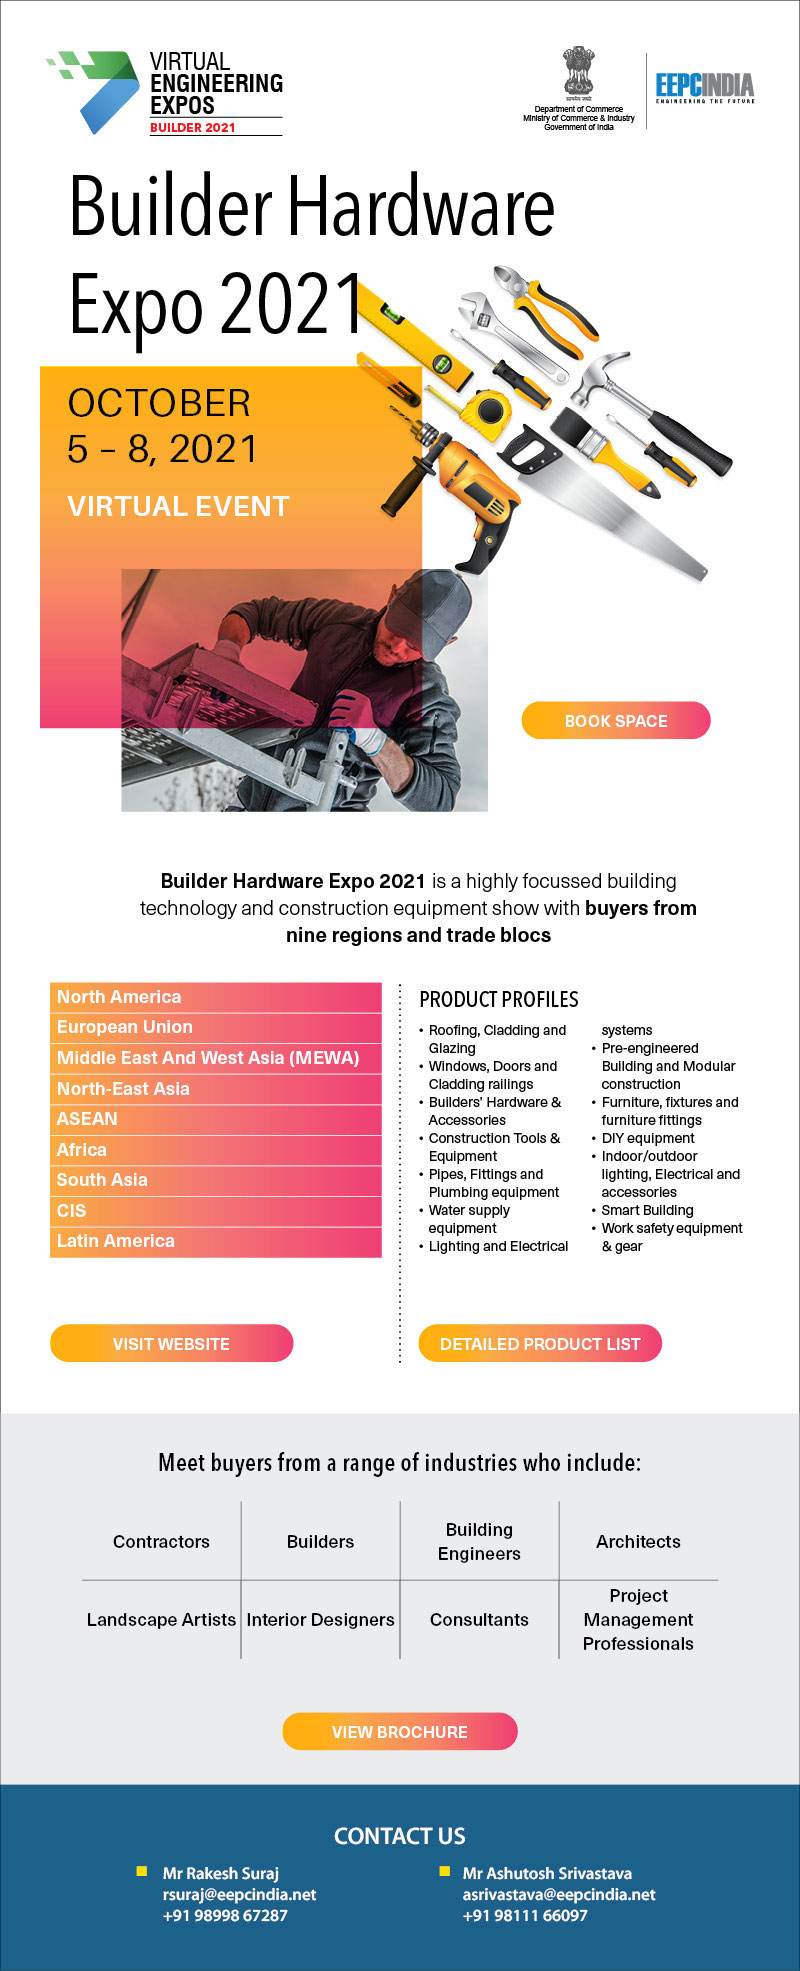 VIRTUAL
ENGINEERING
EXPOS
BUILDER 2021
सत्यमेव जयते
Department of Commerce
Ministry of Commerce & Industry
Government of India
EEPCINDIA
ENGINEERING THE FUTURE
Builder Hardware
Expo 2021
OCTOBER
5 – 8, 2021
VIRTUAL EVENT
BOOK SPACE
Builder Hardware Expo 2021 is a highly focussed building
technology and construction equipment show with buyers from
nine regions and trade blocs
North America
European Union
Middle East And West Asia (MEWA)
North-East Asia
ASEAN
Africa
South Asia
CIS
Latin America
VISIT WEBSITE
PRODUCT PROFILES
• Roofing, Cladding and
Glazing
• Windows, Doors and
Cladding railings
• Builders' Hardware &
Accessories
• Construction Tools &
Equipment
• Pipes, Fittings and
Plumbing equipment
• Water supply
equipment
• Lighting and Electrical
systems
• Pre-engineered
Building and Modular
construction
• Furniture, fixtures and
furniture fittings
• DIY equipment
• Indoor/outdoor
lighting, Electrical and
accessories
• Smart Building
• Work safety equipment
& gear
DETAILED PRODUCT LIST
Meet buyers from a range of industries who include:
Contractors
Builders
Building
Engineers
Architects
Landscape Artists
Interior Designers
Consultants
Project
Management
Professionals
VIEW BROCHURE
CONTACT US
Mr Rakesh Suraj
rsuraj@eepcindia.net
+91 98998 67287
Mr Ashutosh Srivastava
asrivastava@eepcindia.net
+91 98111 66097